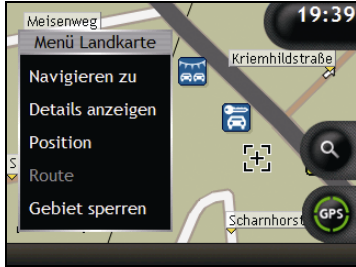 Meisenweg
19:39
Menü Landkarte
Kriemhildstraße
Navigieren zu
Details anzeigen
Position
Route
Gebiet sperren
S
Scharnhorst
GPS